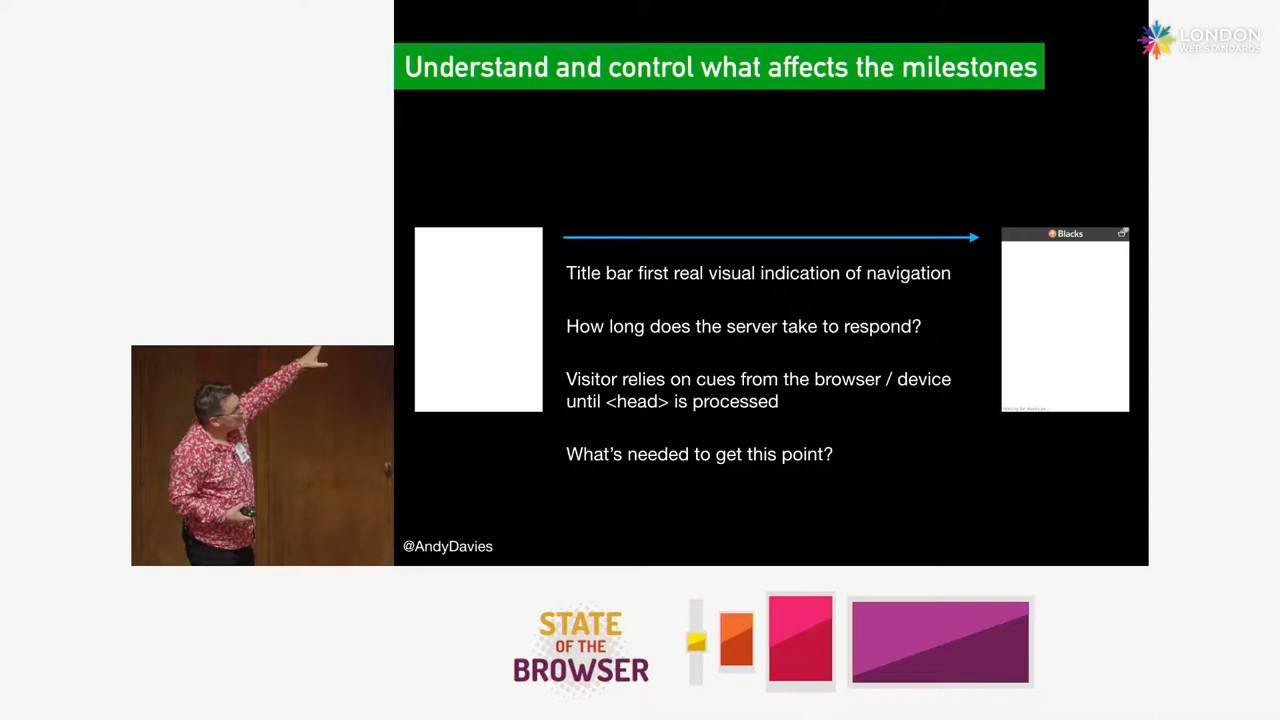 LONDON
WEB STANDARDS
Understand and control what affects the milestones
Blacks
Title bar first real visual indication of navigation
How long does the server take to respond?
Visitor relies on cues from the browser / device
until <head> is processed
What's needed to get this point?
@AndyDavies
STATE
OF THE
BROWSER